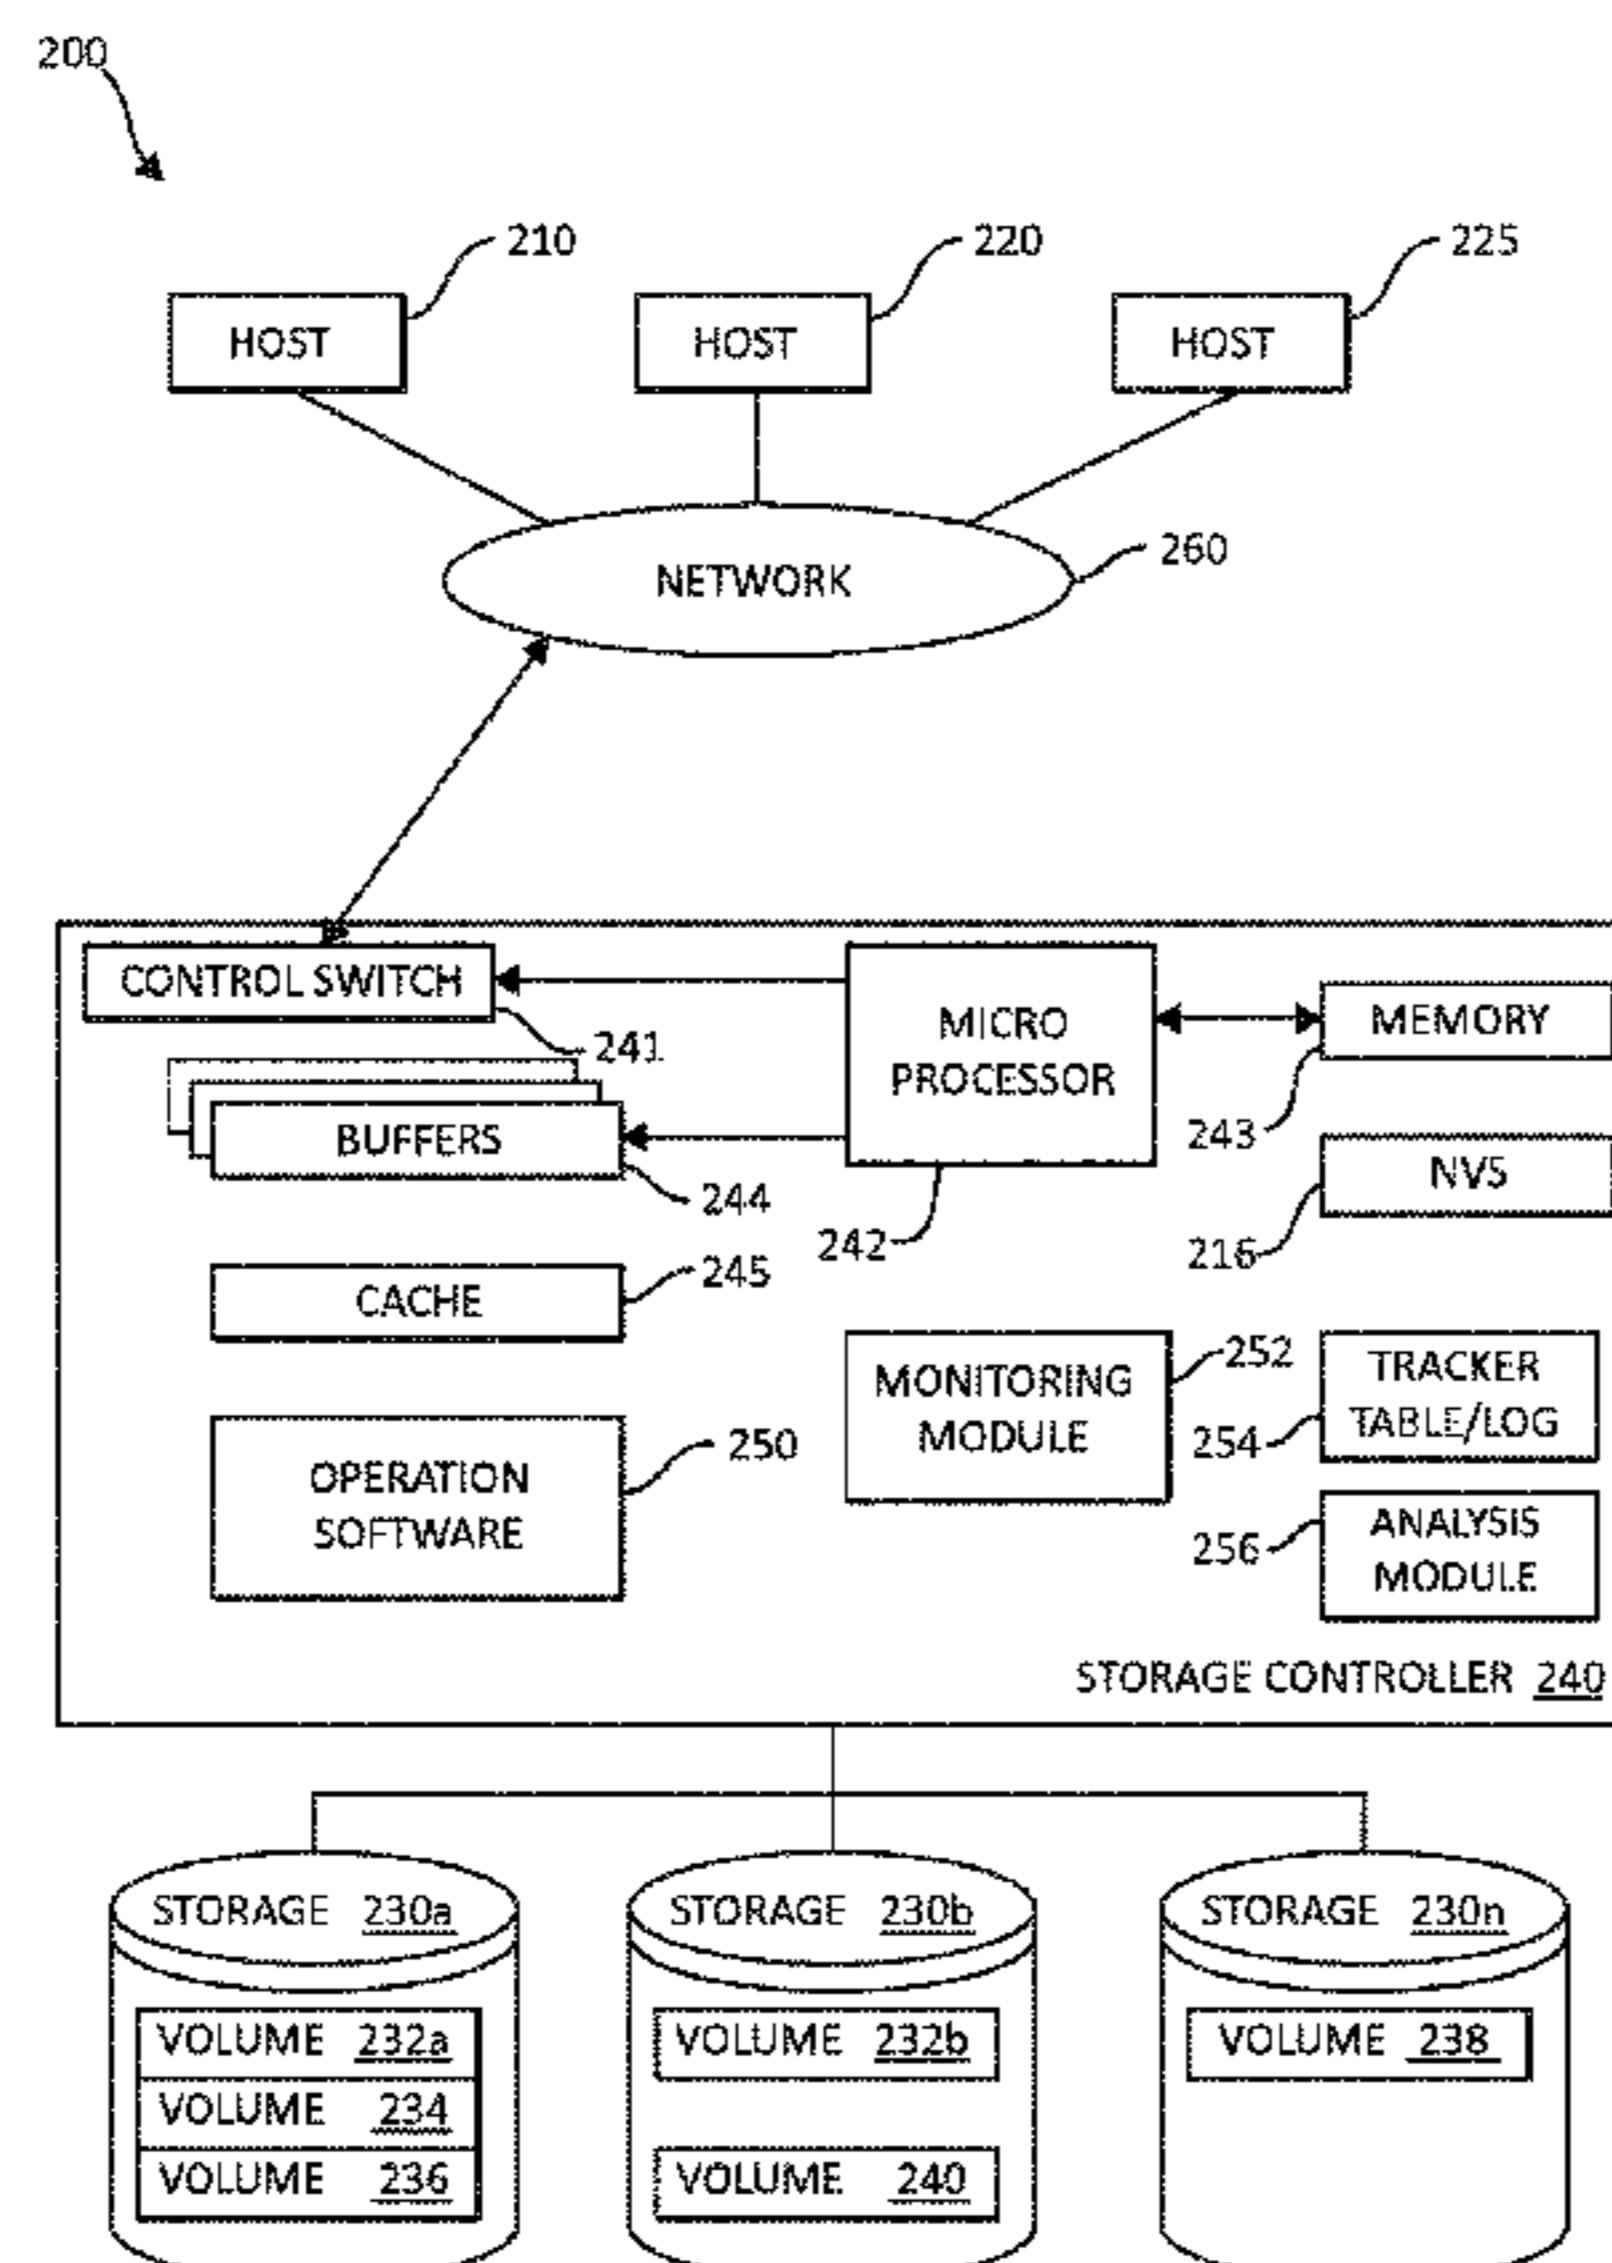 200
210
220
225
HOST
HOST
HOST
260
NETWORK
CONTROL SWITCH
241
MICRO
PROCESSOR
242
MEMORY
243
BUFFERS
244
NVS
216
CACHE
245
MONITORING
MODULE
252
TRACKER
TABLE/LOG
254
OPERATION
SOFTWARE
250
ANALYSIS
MODULE
256
STORAGE CONTROLLER 240
STORAGE 230a
STORAGE 230b
STORAGE 230n
VOLUME 232a
VOLUME 234
VOLUME 236
VOLUME 232b
VOLUME 240
VOLUME 238